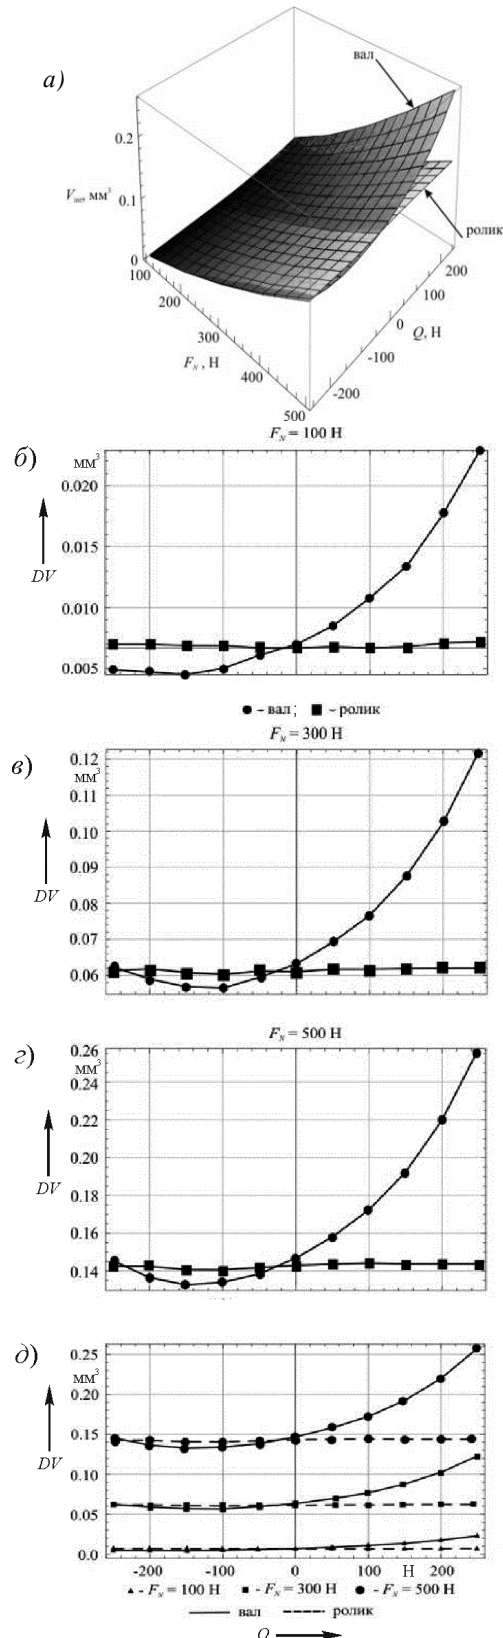 а)
вал
0.2
V_int, мм³
0.1
ролик
0
100
200
300
400
500
200
100
0
-100
-200
Q, Н
F_N , Н
F_N = 100 Н
б)
мм³
0.020
0.015
0.010
0.005
DV
● – вал ; ■ – ролик
F_N = 300 Н
в)
0.12
мм³
0.11
0.10
0.09
0.08
0.07
0.06
DV
F_N = 500 Н
г)
0.26
мм³
0.24
0.22
0.20
0.18
0.16
0.14
DV
д)
0.25
мм³
0.20
0.15
0.10
0.05
0.0
DV
-200 -100 0 100 Н 200
▲ - F_N = 100 Н ■ - F_N = 300 Н ● - F_N = 500 Н
вал ролик
Q